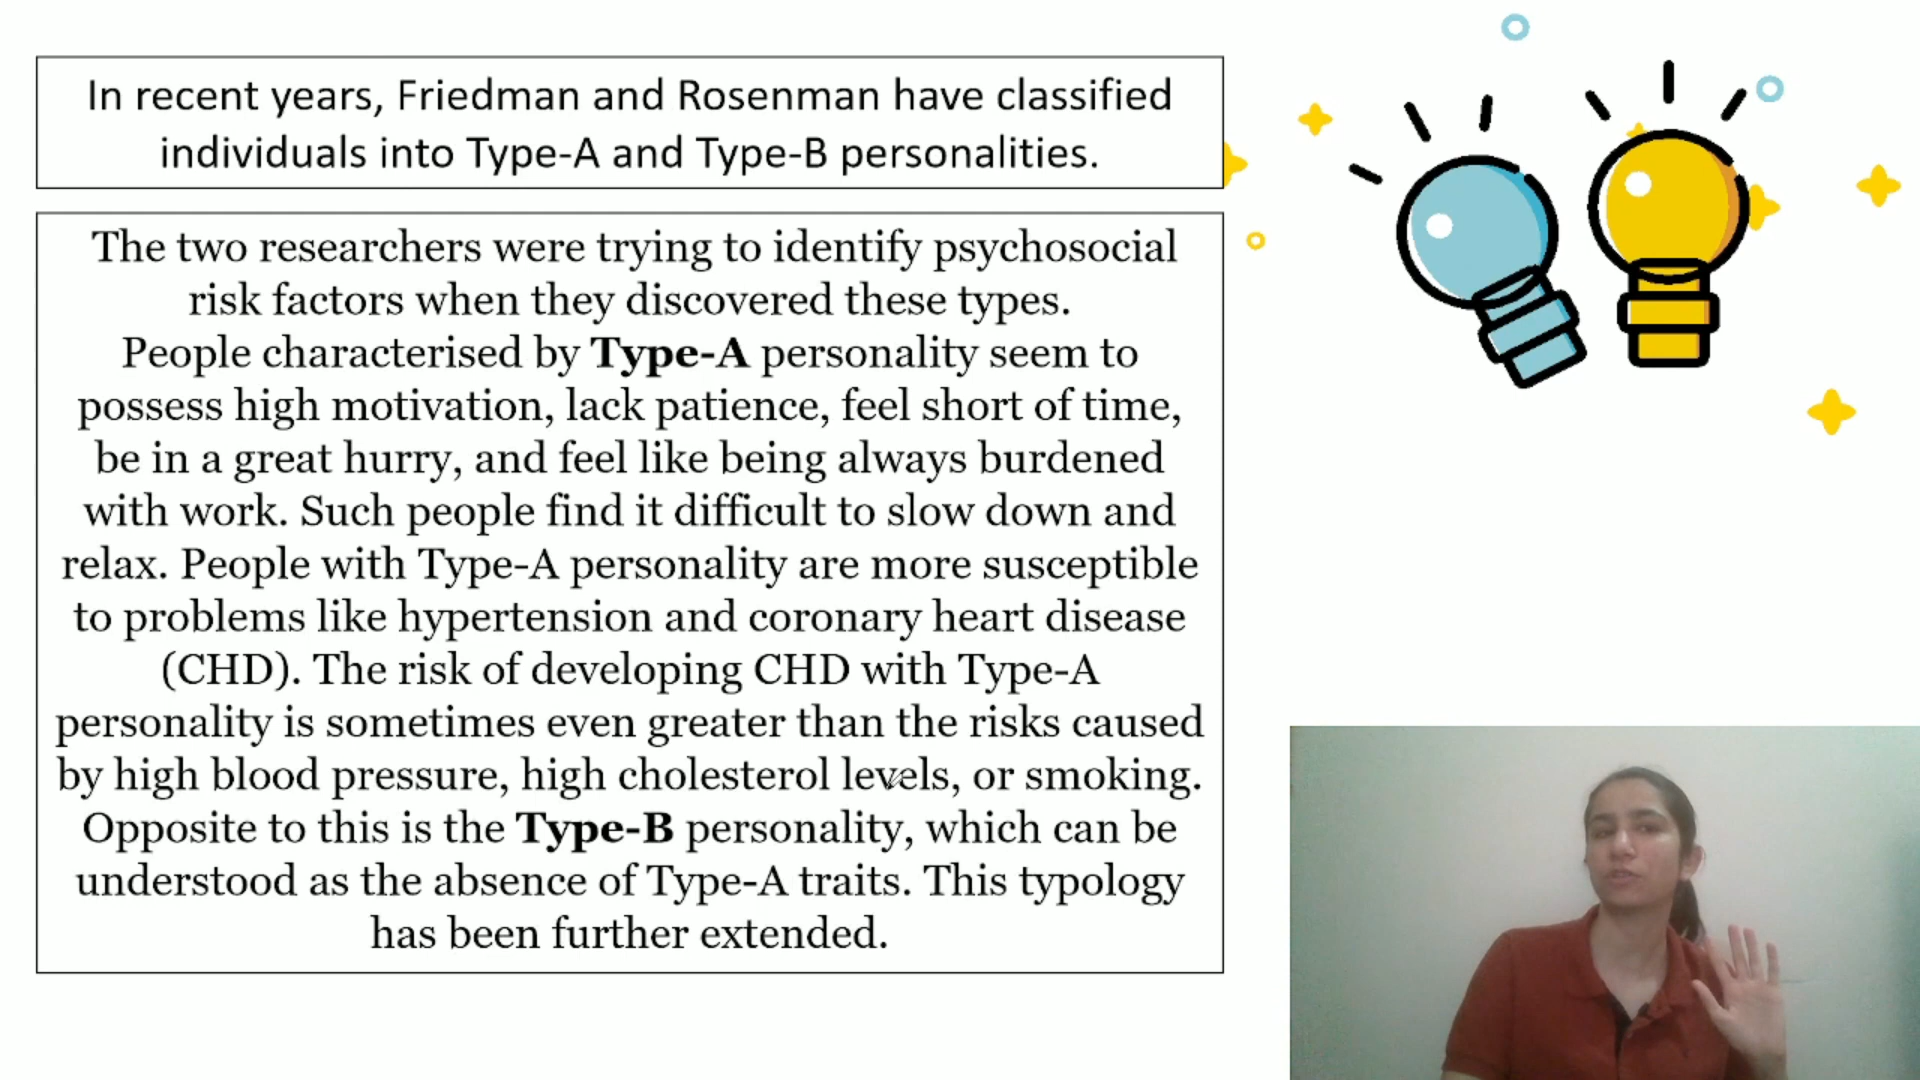 In recent years, Friedman and Rosenman have classified
individuals into Type-A and Type-B personalities.
The two researchers were trying to identify psychosocial
risk factors when they discovered these types.
People characterised by Type-A personality seem to
possess high motivation, lack patience, feel short of time,
be in a great hurry, and feel like being always burdened
with work. Such people find it difficult to slow down and
relax. People with Type-A personality are more susceptible
to problems like hypertension and coronary heart disease
(CHD). The risk of developing CHD with Type-A
personality is sometimes even greater than the risks caused
by high blood pressure, high cholesterol levels, or smoking.
Opposite to this is the Type-B personality, which can be
understood as the absence of Type-A traits. This typology
has been further extended.